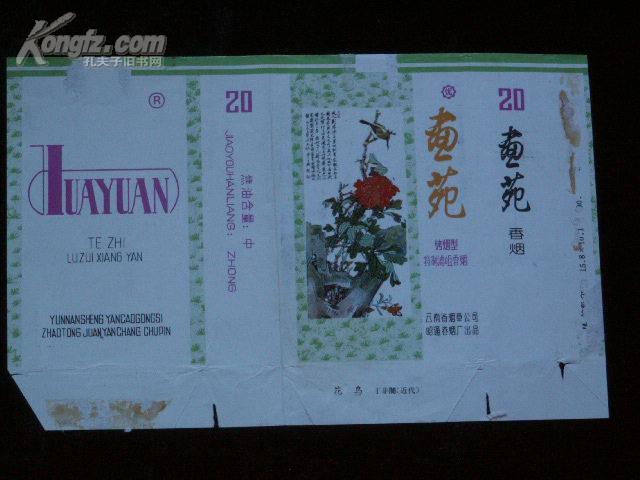 Kongfz.com
孔夫子旧书网
R
HUAYUAN
TE ZHI
LUZUI XIANG YAN
YUNNANSHENG YANCAOGONGSI
ZHAOTONG JUANYANCHANG CHUPIN
20
焦油含量：中
JIAOYOUHANLIANG: ZHONG
画苑
烤烟型
特制滤咀香烟
云南省烟草公司
昭通卷烟厂出品
花鸟
(近代)
20
画苑
香烟